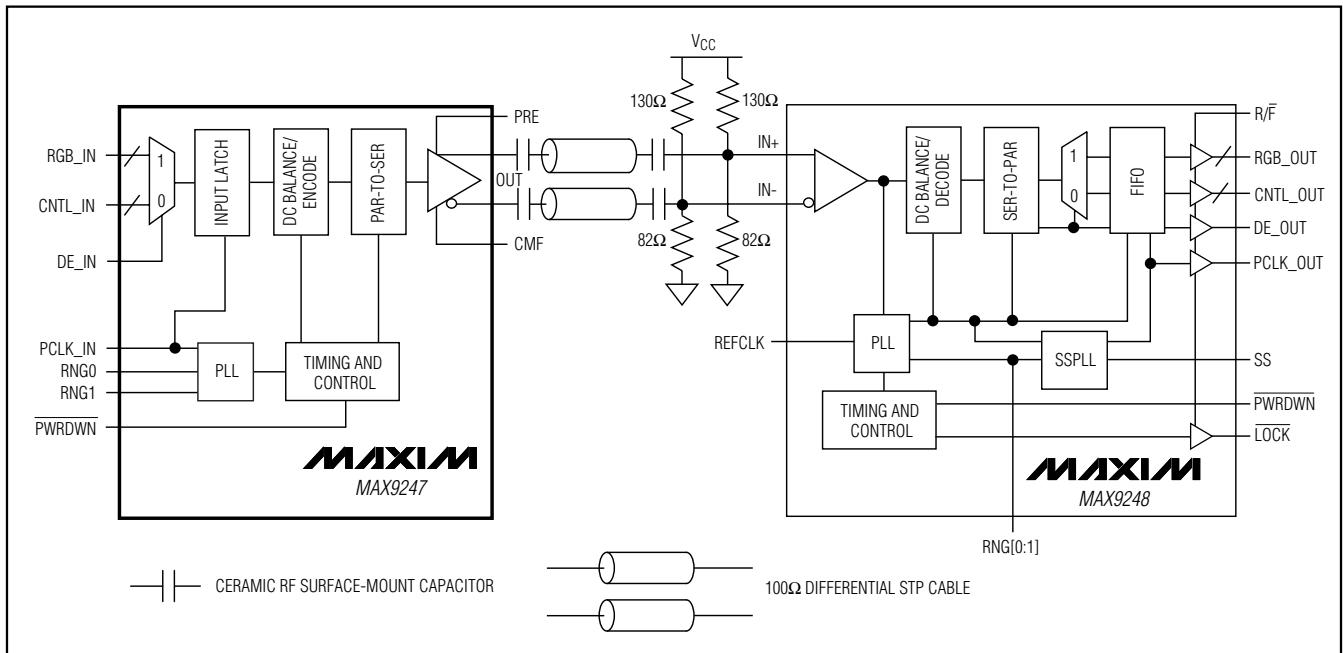 VCC
130Ω
130Ω
PRE
RGB_IN
1
0
CNTL_IN
DE_IN
INPUT LATCH
DC BALANCE/
ENCODE
PAR-TO-SER
OUT
CMF
PCLK_IN
RNG0
RNG1
PWRDWN
PLL
TIMING AND
CONTROL
MAXIM
MAX9247
82Ω
82Ω
IN+
IN-
DC BALANCE/
DECODE
SER-TO-PAR
1
0
FIFO
R/F
RGB_OUT
CNTL_OUT
DE_OUT
PCLK_OUT
REFCLK
PLL
SSPLL
SS
TIMING AND
CONTROL
PWRDWN
LOCK
MAXIM
MAX9248
RNG[0:1]
CERAMIC RF SURFACE-MOUNT CAPACITOR
100Ω DIFFERENTIAL STP CABLE